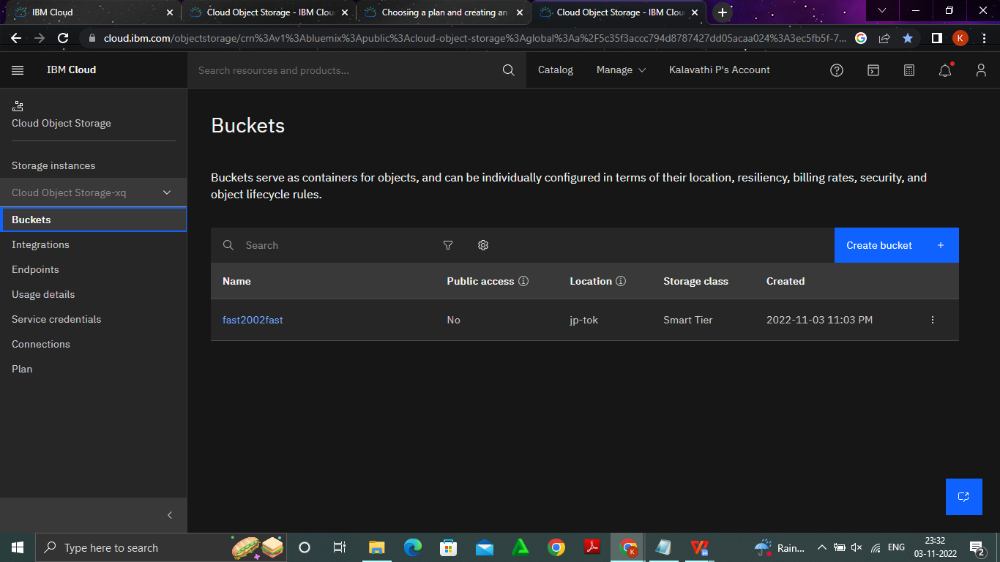 IBM Cloud
Cloud Object Storage - IBM Clou
Choosing a plan and creating an
Cloud Object Storage - IBM Clou
cloud.ibm.com/objectstorage/crn%3Av1%3Abluemix%3Apublic%3Acloud-object-storage%3Aglobal%3Aa%2F5c35f3accc794d8787427dd05acaa024%3A3ec5fb5f-7...
K
IBM Cloud
Search resources and products...
Catalog
Manage
Kalavathi P's Account
Cloud Object Storage
Storage instances
Cloud Object Storage-xq
Buckets
Integrations
Endpoints
Usage details
Service credentials
Connections
Plan
Buckets
Buckets serve as containers for objects, and can be individually configured in terms of their location, resiliency, billing rates, security, and
object lifecycle rules.
Search
Create bucket +
Name Public access Location Storage class Created
fast2002fast No jp-tok Smart Tier 2022-11-03 11:03 PM
Type here to search
K
Rain...
ENG
23:32
03-11-2022
2